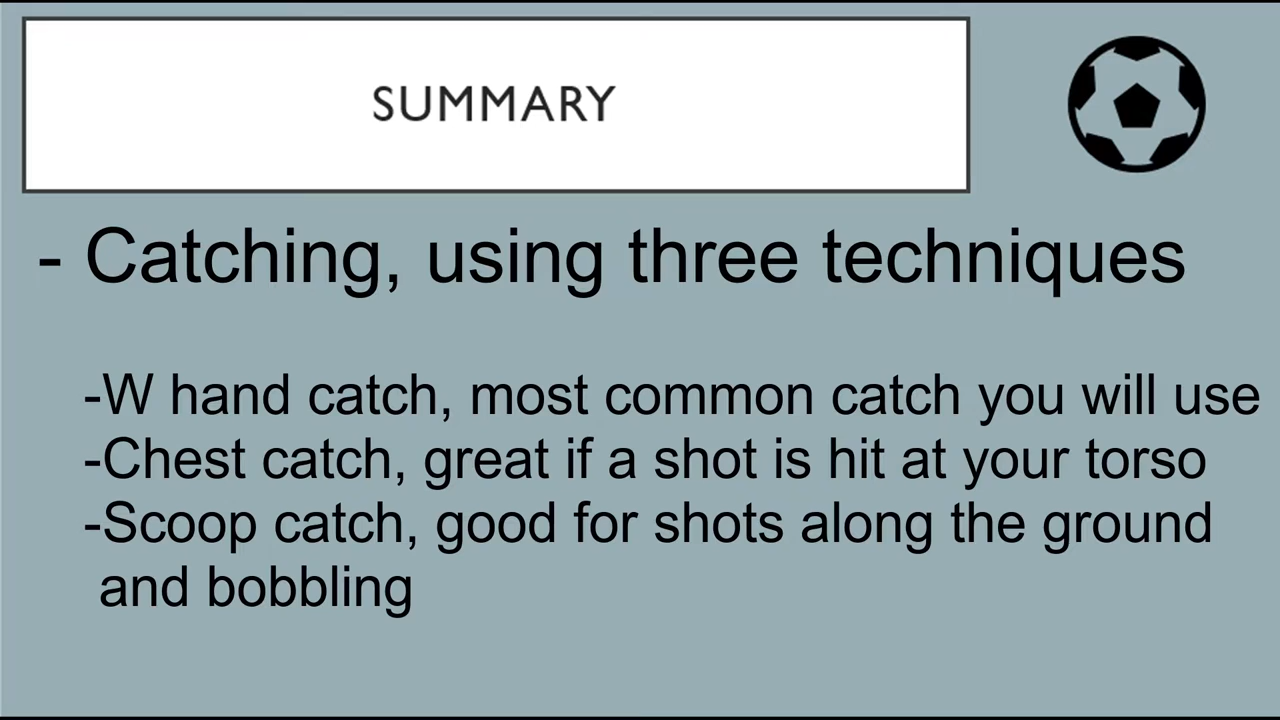 SUMMARY
- Catching, using three techniques
-W hand catch, most common catch you will use
-Chest catch, great if a shot is hit at your torso
-Scoop catch, good for shots along the ground
and bobbling